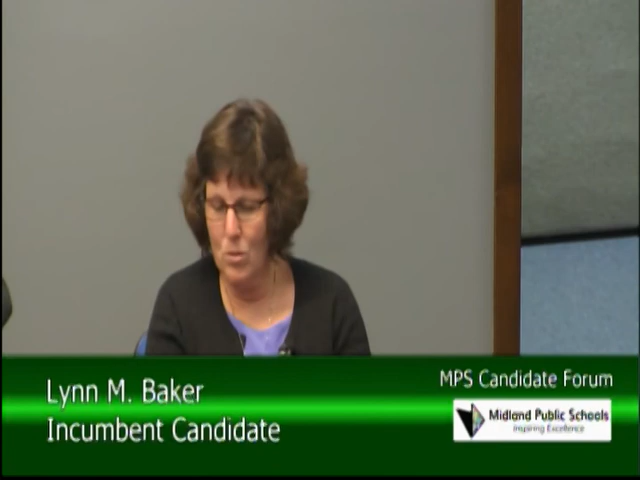 Lynn M. Baker
Incumbent Candidate
MPS Candidate Forum
Midland Public Schools
Inspiring Excellence